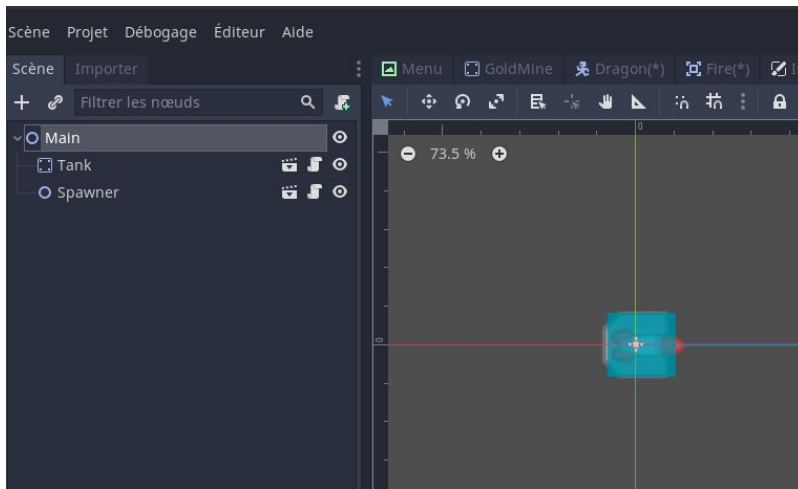 Scène Projet Débogage Éditeur Aide
Scène Importer
Menu GoldMine Dragon(*) Fire(*)
Filtrer les nœuds
Main
73.5 %
Tank
Spawner
0
0